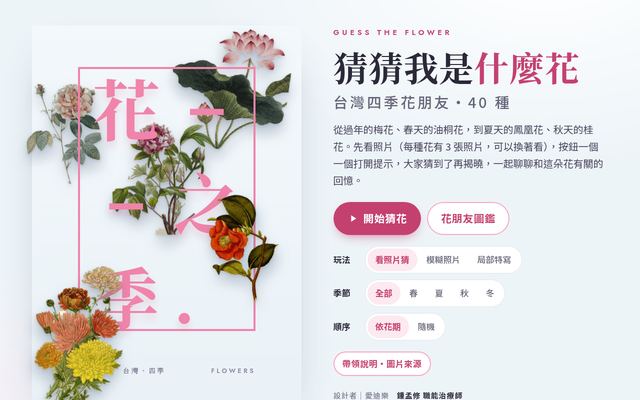 花 -
- 之
季 .
台灣・四季 FLOWERS
GUESS THE FLOWER
猜猜我是什麼花
台灣四季花朋友・40 種
從過年的梅花、春天的油桐花，到夏天的鳳凰花、秋天的桂
花。先看照片（每種花有 3 張照片，可以換著看），按鈕一個
一個打開提示，大家猜到了再揭曉，一起聊聊和這朵花有關的
回憶。
▶ 開始猜花 花朋友圖鑑
玩法 看照片猜 模糊照片 局部特寫
季節 全部 春 夏 秋 冬
順序 依花期 隨機
帶領說明・圖片來源
設計者｜愛迪樂 鍾孟修 職能治療師